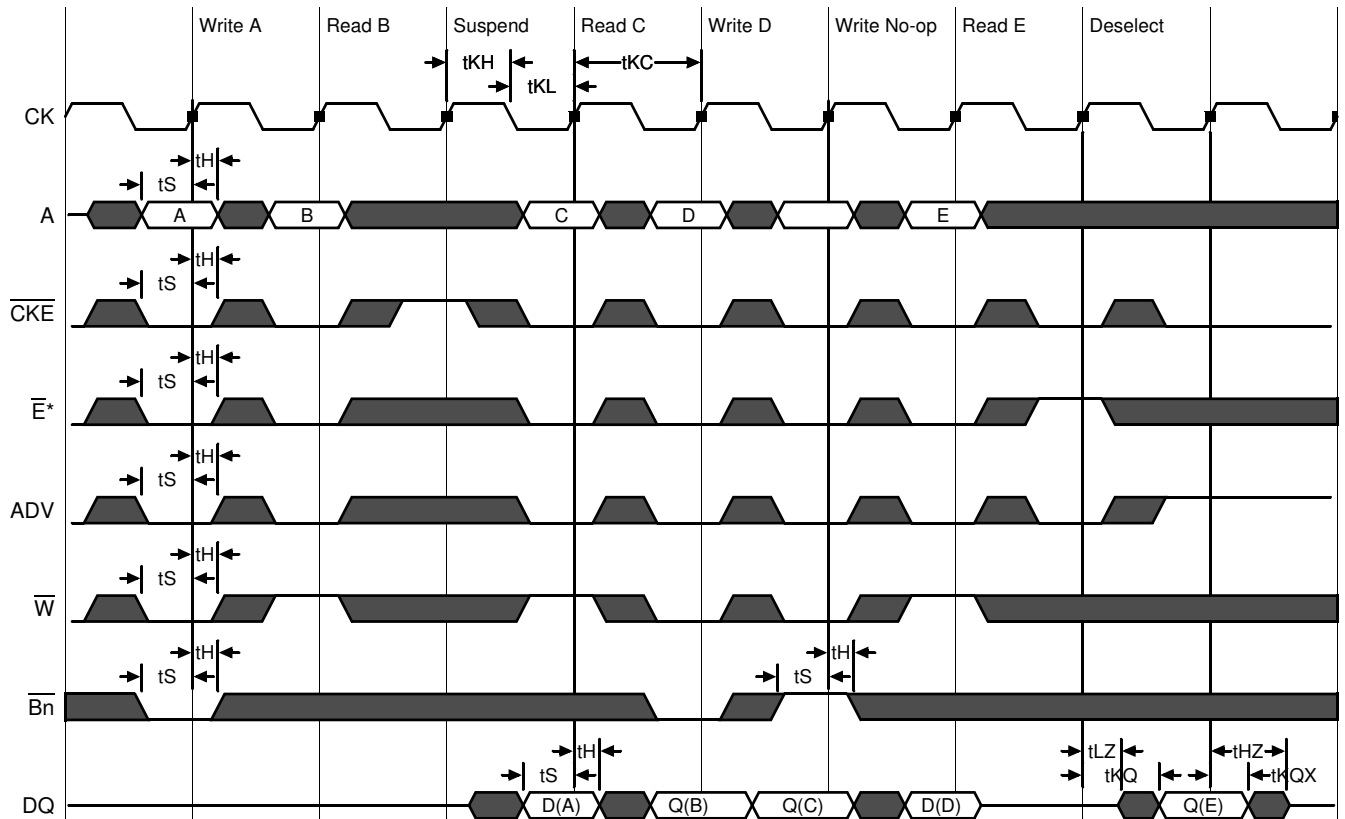 Write A Read B Suspend Read C Write D Write No-op Read E Deselect
tKH tKC
tKL
CK
tH
tS
A A B C D E
tH
tS
CKE
tH
tS
E*
tH
tS
ADV
tH
tS
W
tH tH
tS tS
Bn
tH tLZ tHZ
tS tKQ tKQX
DQ D(A) Q(B) Q(C) D(D) Q(E)